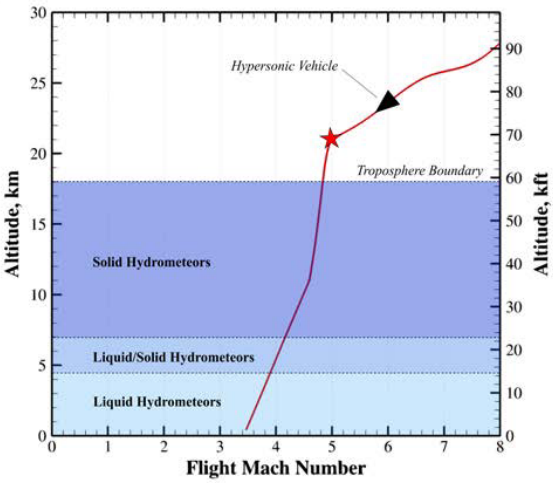 30
25
20
15
10
5
0
Altitude, km
90
80
70
60
50
40
30
20
10
0
Altitude, kft
Hypersonic Vehicle
Troposphere Boundary
Solid Hydrometeors
Liquid/Solid Hydrometeors
Liquid Hydrometeors
0 1 2 3 4 5 6 7 8
Flight Mach Number